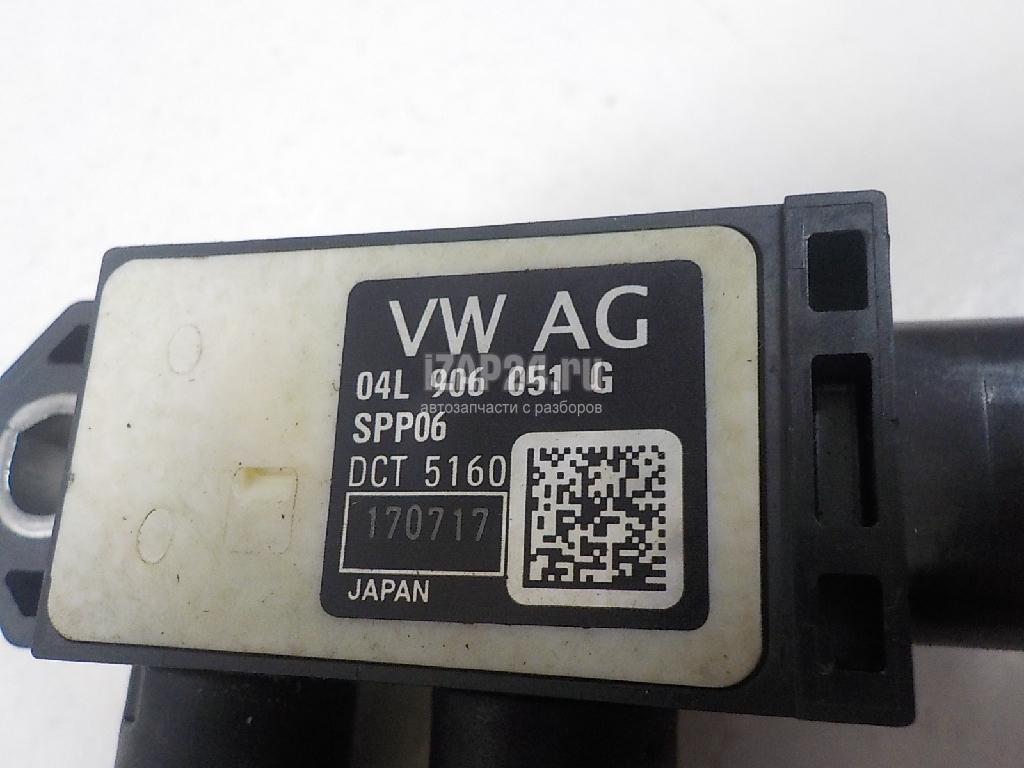 VW AG
04L 906 051 G
iZAP24.ru
автозапчасти с разборов
SPP06
DCT 5160
170717
JAPAN